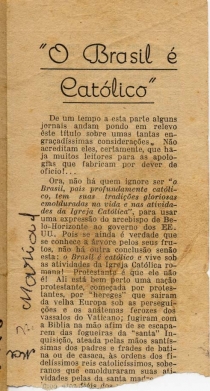 "O Brasil é
Católico"
De um tempo a esta parte alguns
jornais andam pondo em relevo
êste título sobre umas tantas en-
graçadíssimas considerações. Não
acreditam eles, certamente, que ha-
ja muitos leitores para as apolo-
ghas que fabricam por dever de
oficio!...
Ora, não há quem ignore ser "o
Brasil, pais profundamente católi-
co, tem suas tradições gloriosas
emolduradas na vida e nas ativida-
des da Igreja Católica", para usar
uma expressão do arcebispo de Be-
lo-Horizonte ao governo dos EE.
UU. Pois se ainda é verdade que
se conhece a árvore pelos seus fru-
tos, não há outra conclusão senão
esta: o Brasil é católico e vive sob
as atividades da Igreja Católica ro-
mana! Protestante é que ele não
é! Ali está bem perto uma nação
protestante, começada por protes-
tantes, por "hereges" que sairam
da velha Europa sob as persegui-
ções e os anátemas ferozes dos
vassalos do Vaticano; fugiram com
a Biblia na mão afim de se escapa-
rem das fogueiras da "santa" In-
quisição, ateada pelas mãos santís-
simas dos padres e frades de bati-
na ou de casaca, às ordens dos fi-
delíssimos reis catolicíssimos, sobe-
ranos que emolduraram suas ati-
vidades pelas da santa madre